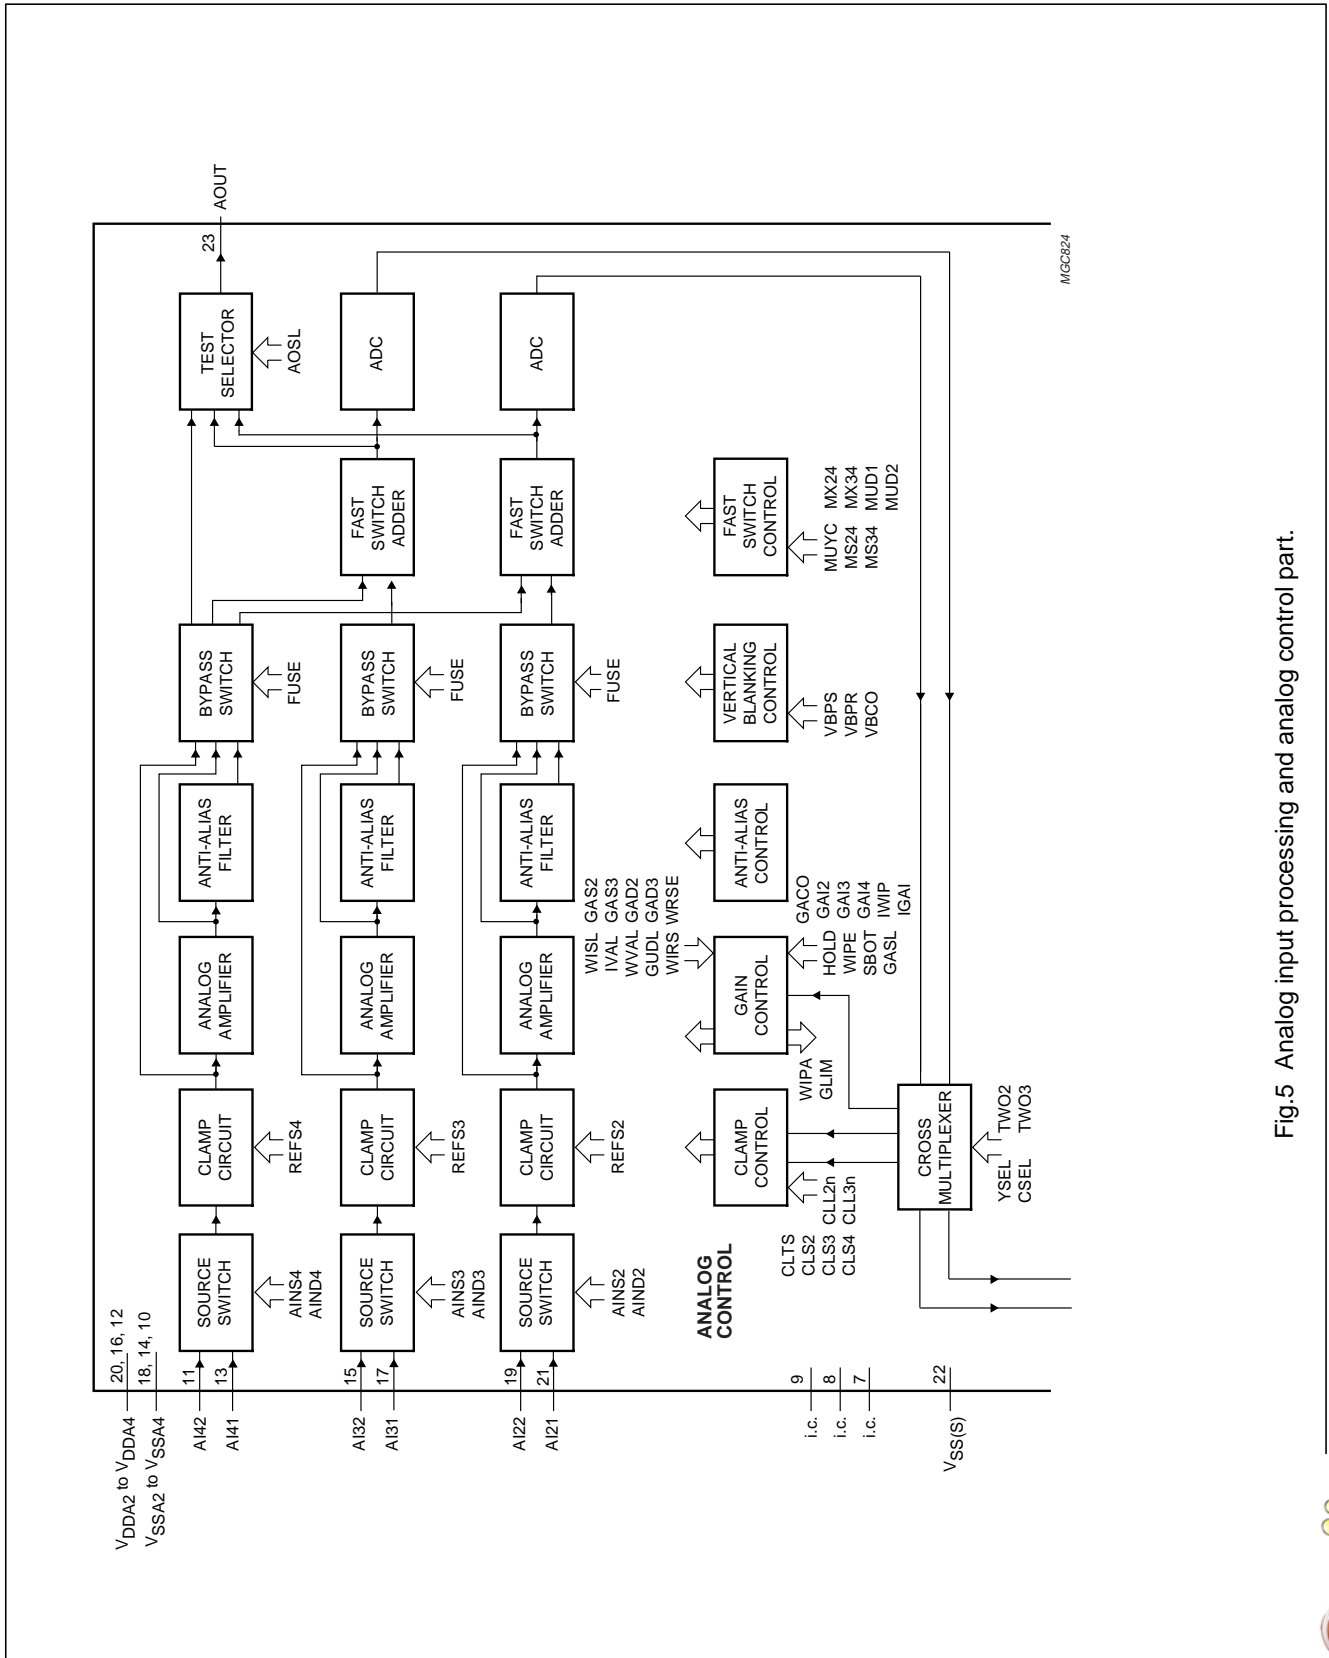 VDDA2 to VDDA4
20, 16, 12
VSSA2 to VSSA4
18, 14, 10
AI42
11
AI41
13
SOURCE
SWITCH
AINS4
AIND4
CLAMP
CIRCUIT
REFS4
ANALOG
AMPLIFIER
ANTI-ALIAS
FILTER
BYPASS
SWITCH
FUSE
TEST
SELECTOR
AOSL
23
AOUT
AI32
15
AI31
17
SOURCE
SWITCH
AINS3
AIND3
CLAMP
CIRCUIT
REFS3
ANALOG
AMPLIFIER
ANTI-ALIAS
FILTER
BYPASS
SWITCH
FUSE
FAST
SWITCH
ADDER
ADC
AI22
19
AI21
21
SOURCE
SWITCH
AINS2
AIND2
CLAMP
CIRCUIT
REFS2
ANALOG
AMPLIFIER
ANTI-ALIAS
FILTER
BYPASS
SWITCH
FUSE
FAST
SWITCH
ADDER
ADC
ANALOG
CONTROL
CLAMP
CONTROL
CLTS
CLS2
CLS3 CLL2n
CLS4 CLL3n
WISL GAS2
IVAL GAS3
WVAL GAD2
GUDL GAD3
WIRS WRSE
GAIN
CONTROL
WIPA
GLIM
GACO
HOLD GAI2
WIPE GAI3
SBOT GAI4
GASL IWIP
IGAI
ANTI-ALIAS
CONTROL
VERTICAL
BLANKING
CONTROL
VBPS
VBPR
VBCO
FAST
SWITCH
CONTROL
MUYC MX24
MS24 MX34
MS34 MUD1
MUD2
i.c.
9
i.c.
8
i.c.
7
VSS(S)
22
CROSS
MULTIPLEXER
YSEL TWO2
CSEL TWO3
MGC824
Fig.5 Analog input processing and analog control part.